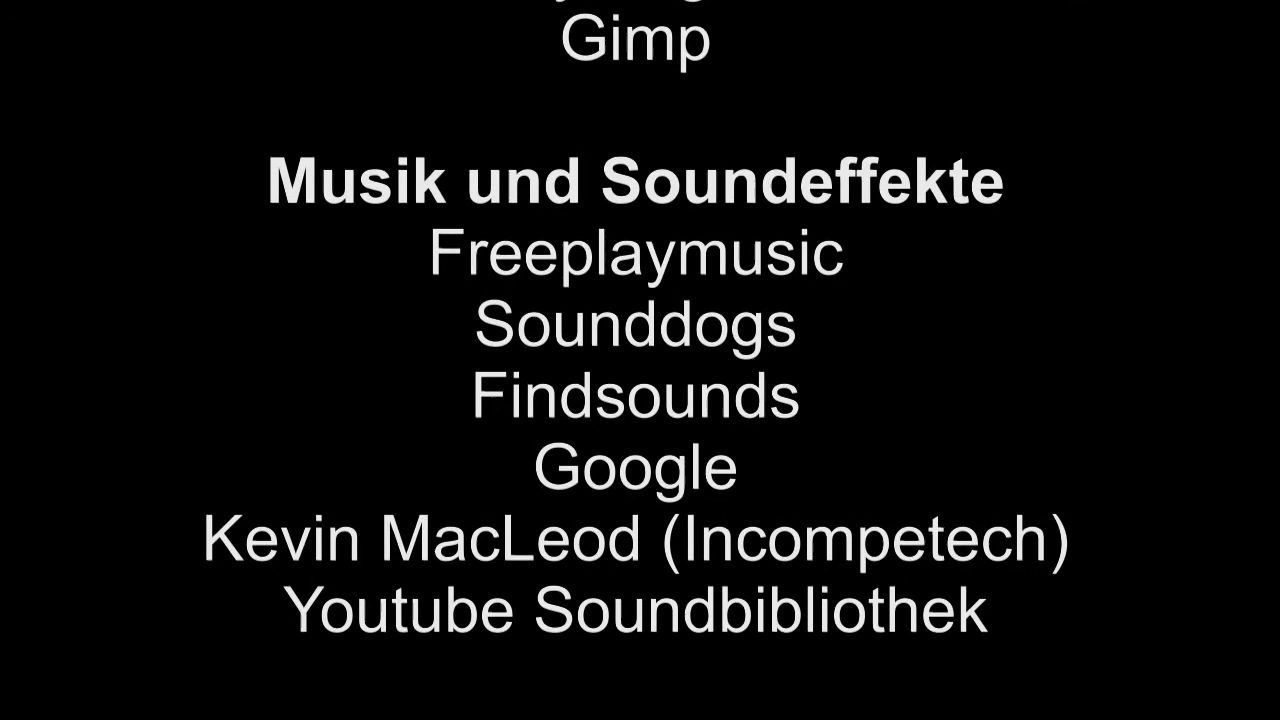 Gimp
Musik und Soundeffekte
Freeplaymusic
Sounddogs
Findsounds
Google
Kevin MacLeod (Incompetech)
Youtube Soundbibliothek